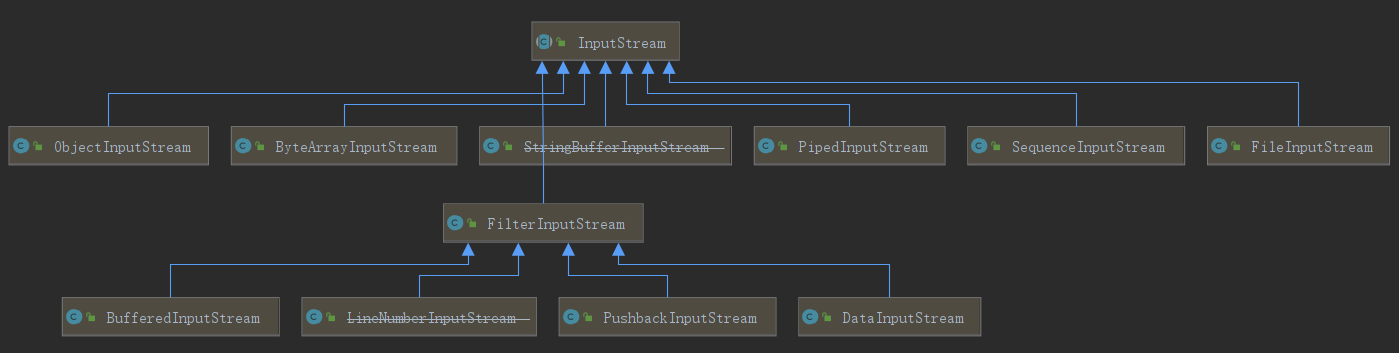 InputStream
ObjectInputStream
ByteArrayInputStream
StringBufferInputStream
PipedInputStream
SequenceInputStream
FileInputStream
FilterInputStream
BufferedInputStream
LineNumberInputStream
PushbackInputStream
DataInputStream